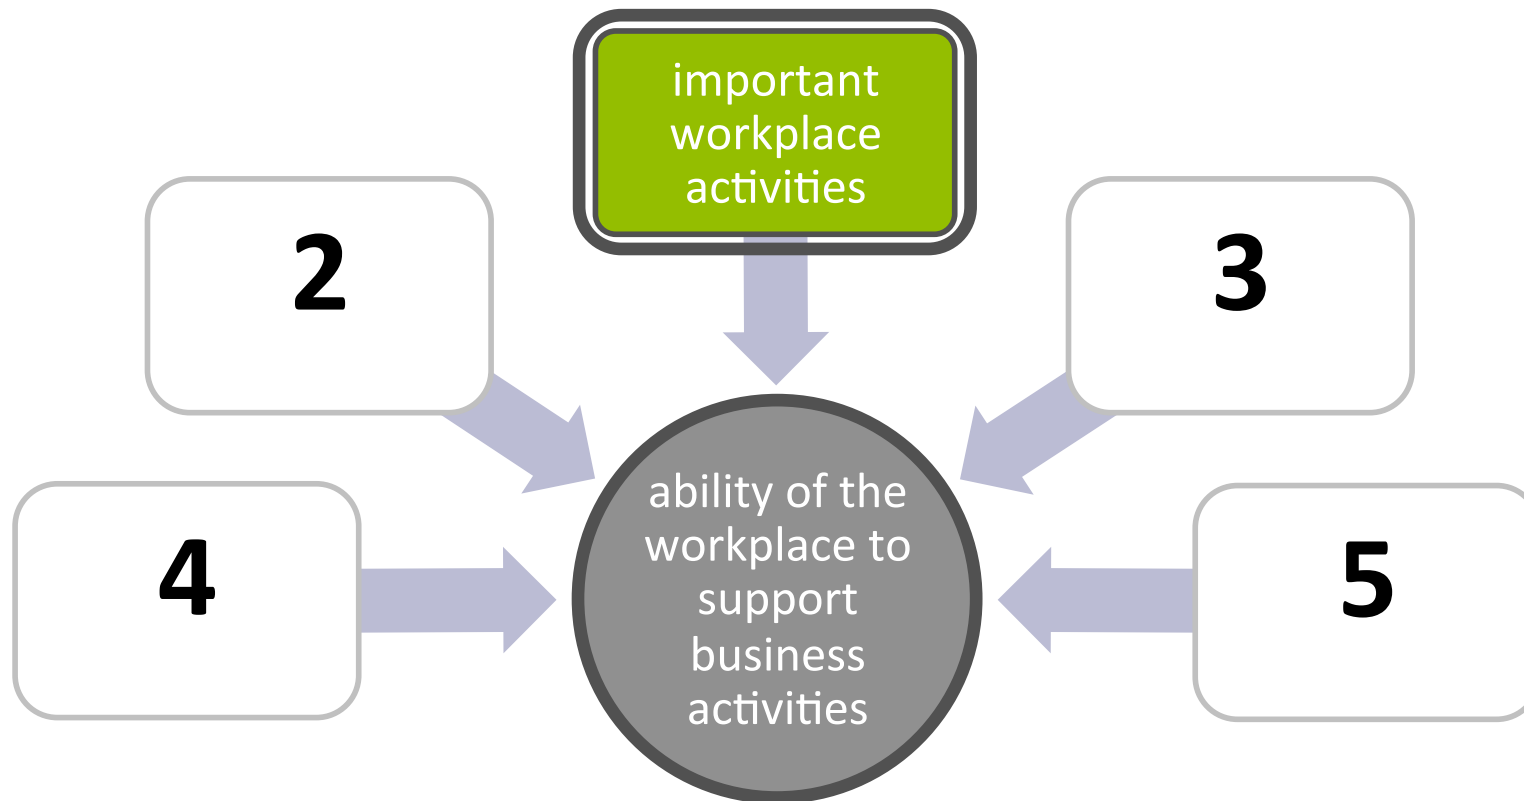 important
workplace
activities
2
3
4
5
ability of the
workplace to
support
business
activities